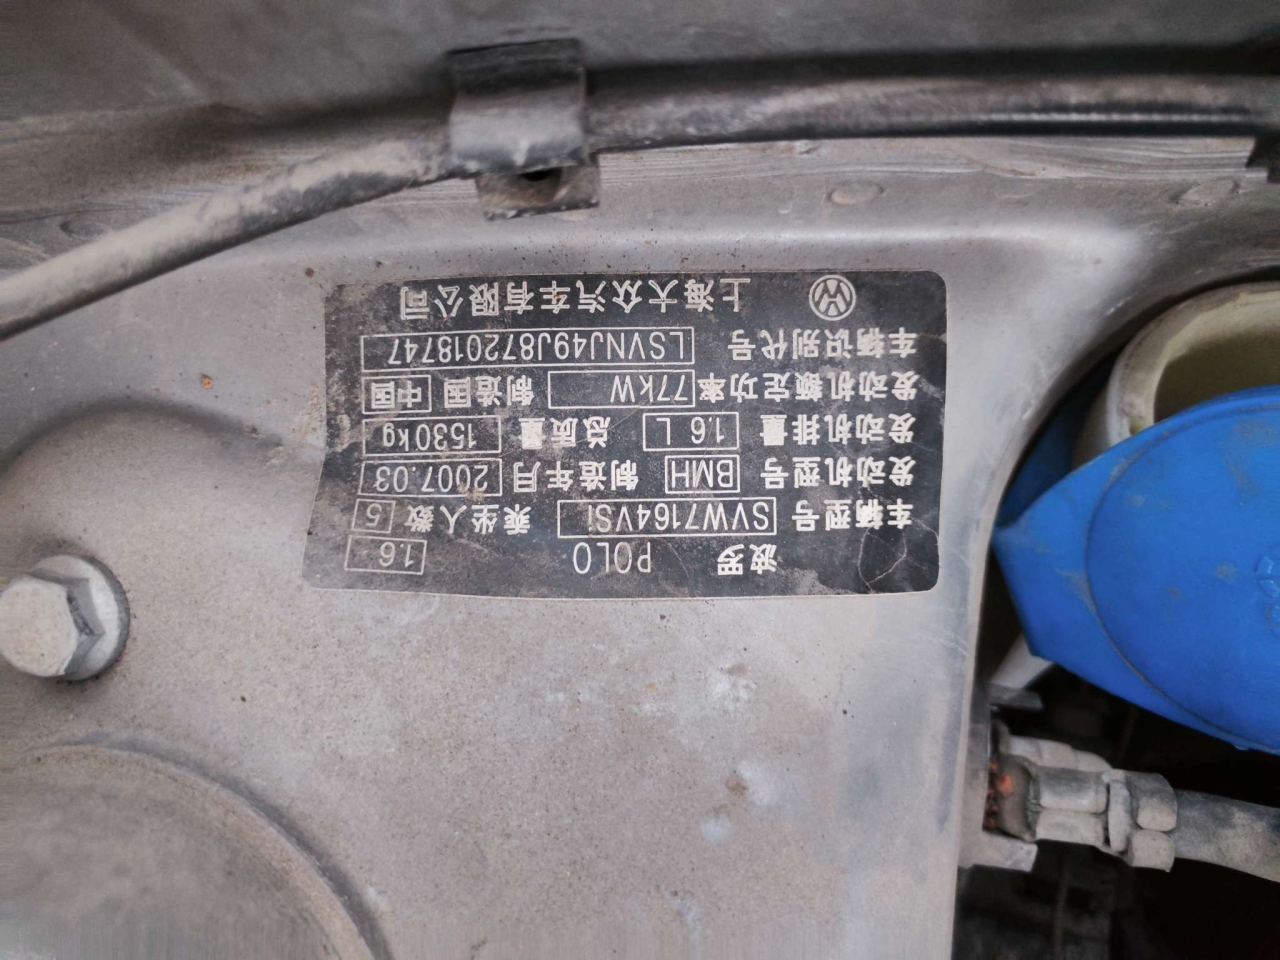 上海大众汽车有限公司
车辆识别代号 LSVNJ49J872018747
发动机额定功率 77kW 制造国 中国
发动机排量 1.6 L 总质量 1530kg
发动机型号 BMH 制造年月 2007.03
车辆型号 SVW7164VSi 乘坐人数 5
波罗 POLO 1.6